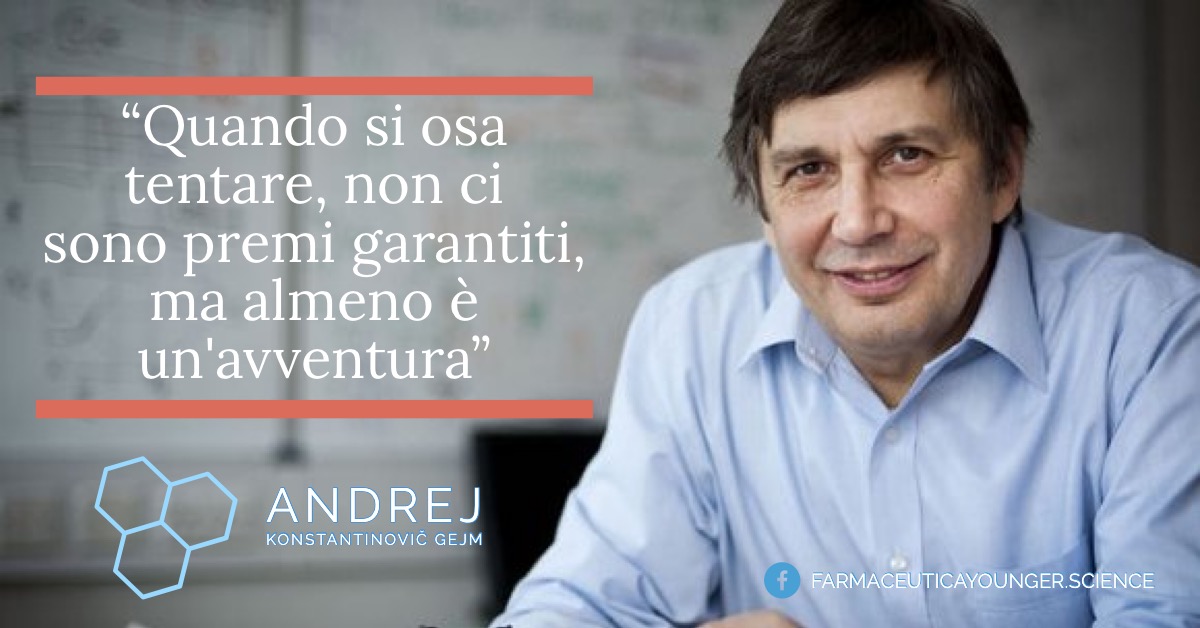 “Quando si osa
tentare, non ci
sono premi garantiti,
ma almeno è
un'avventura”
ANDREJ
KONSTANTINOVIČ GEJM
FARMACEUTICAYOUNGER.SCIENCE